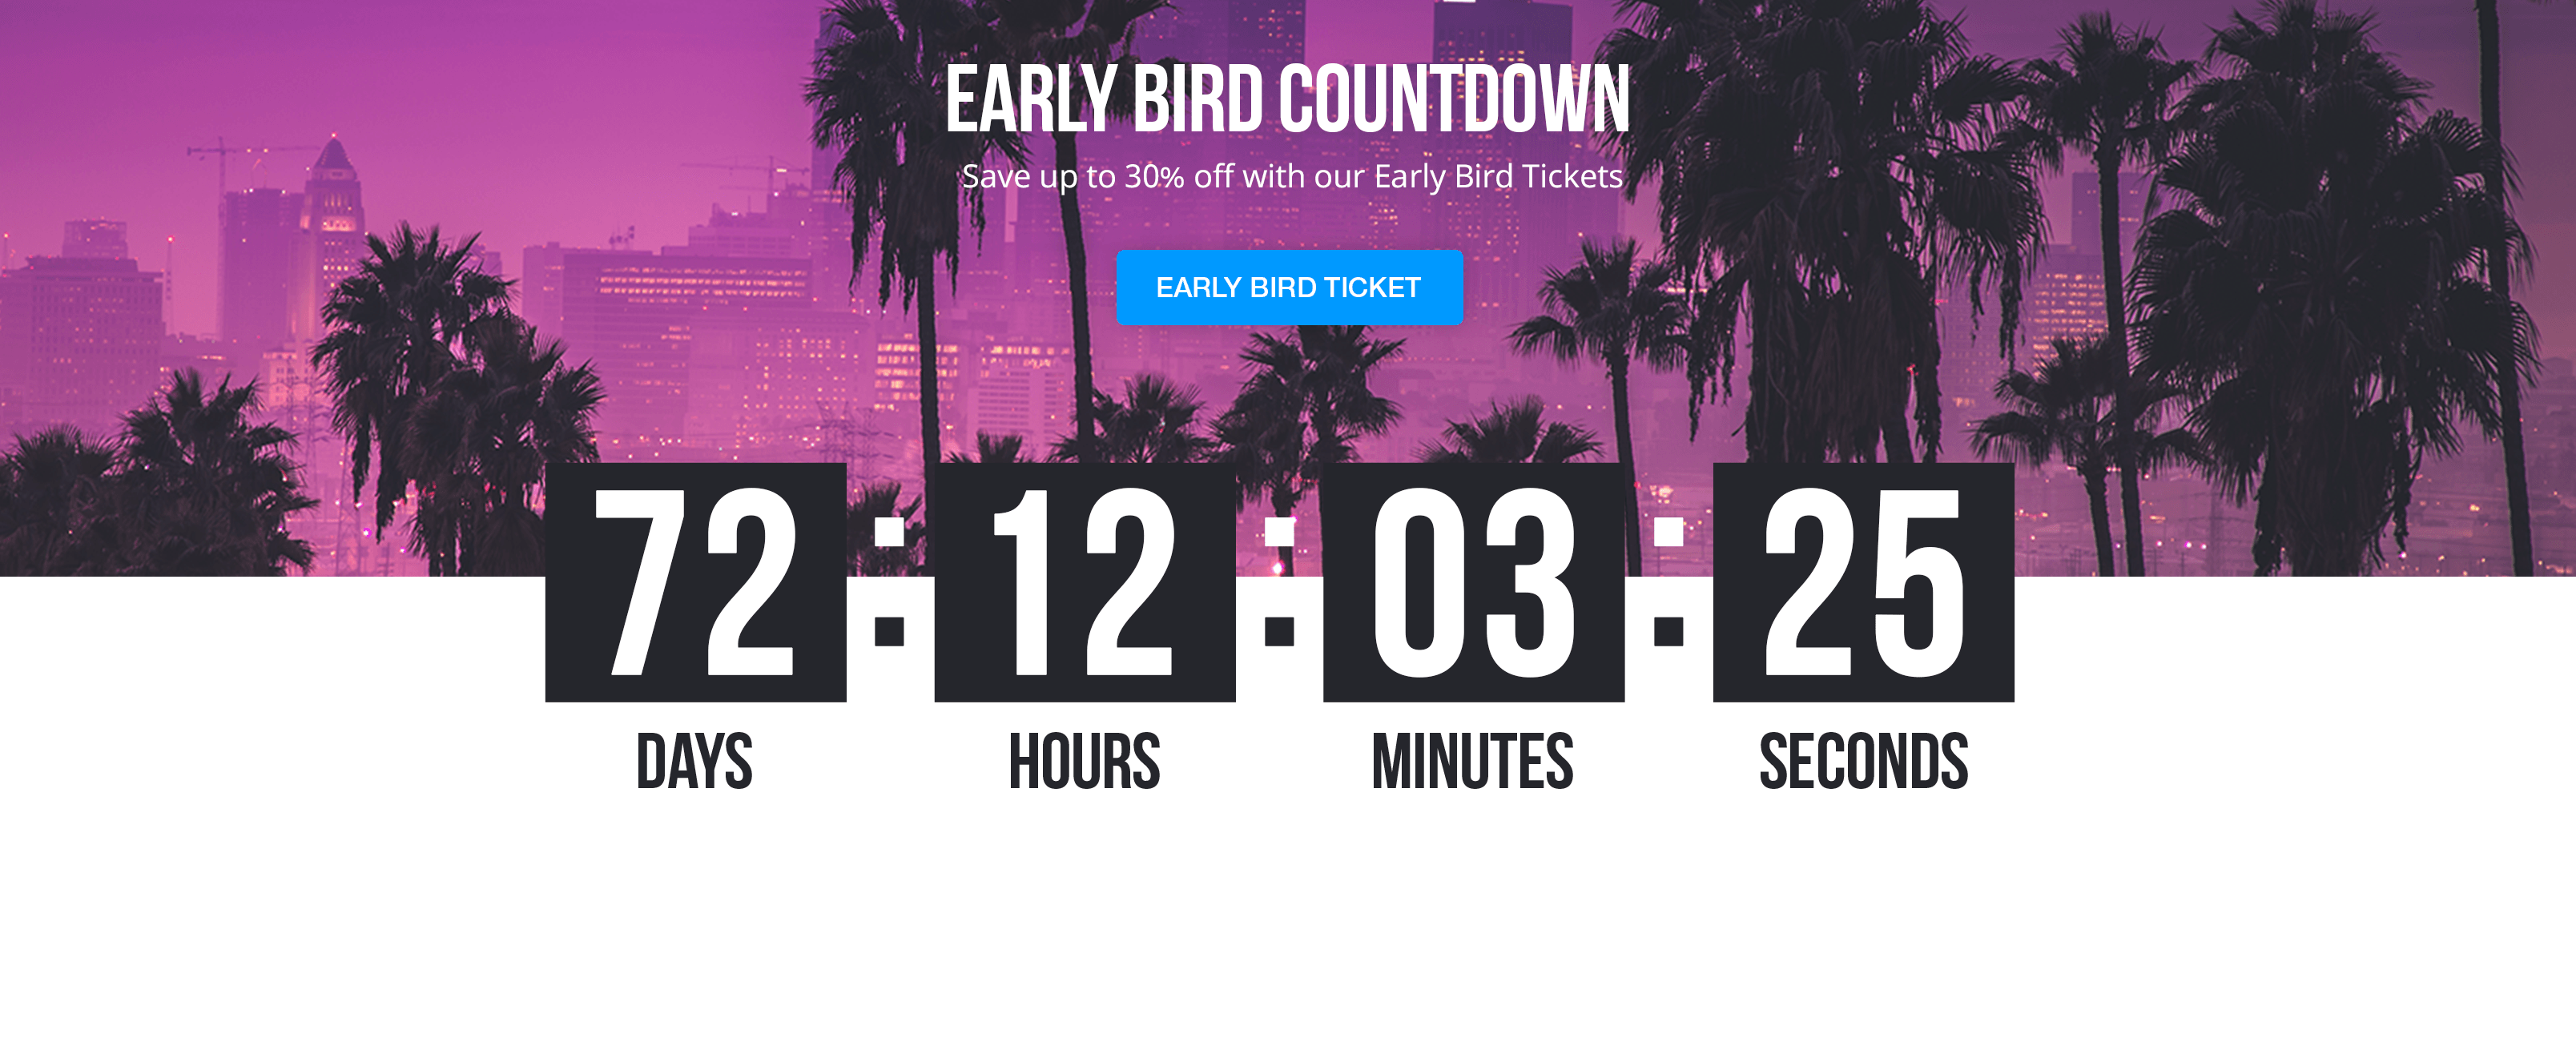 EARLY BIRD COUNTDOWN
Save up to 30% off with our Early Bird Tickets
EARLY BIRD TICKET
72 : 12 : 03 : 25
DAYS HOURS MINUTES SECONDS